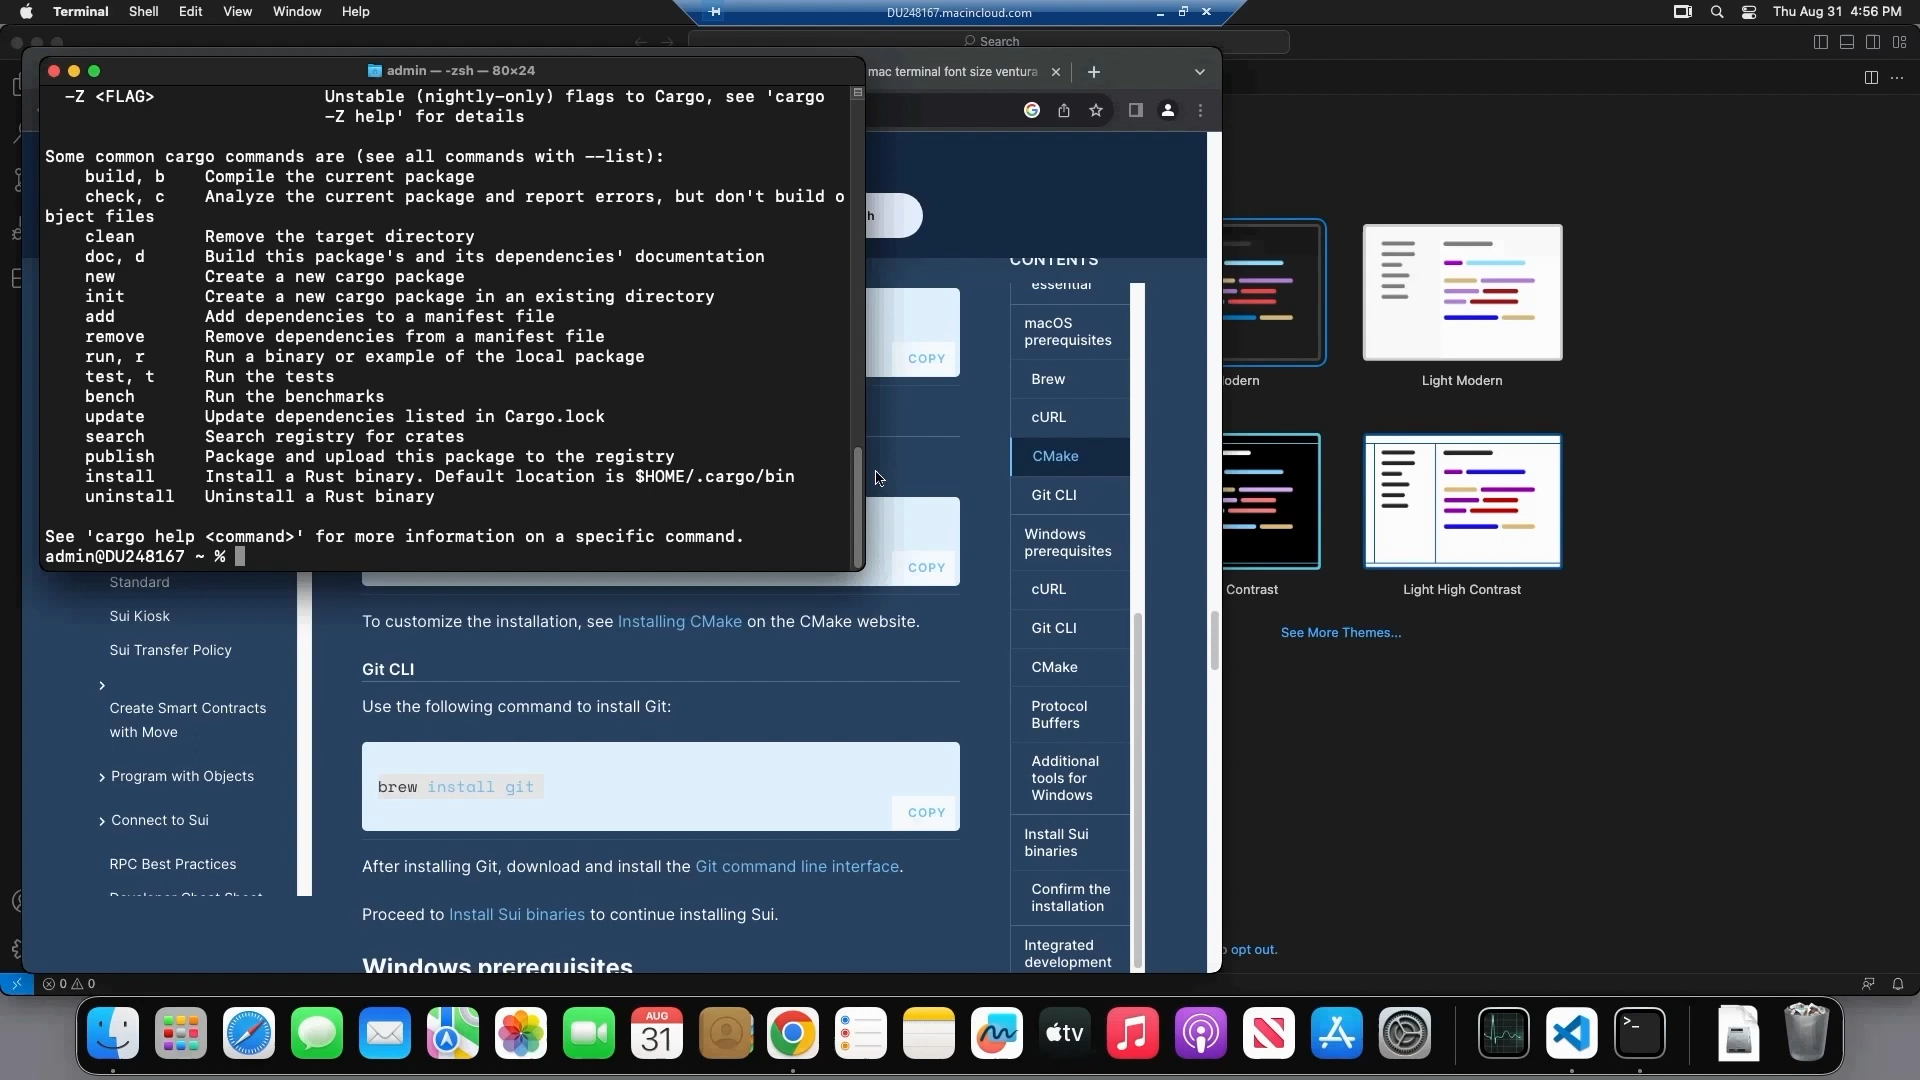 Terminal Shell Edit View Window Help
DU248167.macincloud.com
Thu Aug 31 4:56 PM
Search
admin — -zsh — 80×24
mac terminal font size ventura
-Z <FLAG> Unstable (nightly-only) flags to Cargo, see 'cargo
-Z help' for details
Some common cargo commands are (see all commands with --list):
build, b Compile the current package
check, c Analyze the current package and report errors, but don't build o
bject files
clean Remove the target directory
doc, d Build this package's and its dependencies' documentation
new Create a new cargo package
init Create a new cargo package in an existing directory
add Add dependencies to a manifest file
remove Remove dependencies from a manifest file
run, r Run a binary or example of the local package
test, t Run the tests
bench Run the benchmarks
update Update dependencies listed in Cargo.lock
search Search registry for crates
publish Package and upload this package to the registry
install Install a Rust binary. Default location is $HOME/.cargo/bin
uninstall Uninstall a Rust binary
See 'cargo help <command>' for more information on a specific command.
admin@DU248167 ~ %
h
COPY
COPY
Standard
Sui Kiosk
Sui Transfer Policy
Create Smart Contracts
with Move
Program with Objects
Connect to Sui
RPC Best Practices
Developer Cheat Sheet
To customize the installation, see Installing CMake on the CMake website.
Git CLI
Use the following command to install Git:
brew install git
COPY
After installing Git, download and install the Git command line interface.
Proceed to Install Sui binaries to continue installing Sui.
Windows prerequisites
CONTENTS
essential
macOS
prerequisites
Brew
cURL
CMake
Git CLI
Windows
prerequisites
cURL
Git CLI
CMake
Protocol
Buffers
Additional
tools for
Windows
Install Sui
binaries
Confirm the
installation
Integrated
development
odern
Light Modern
Contrast
Light High Contrast
See More Themes...
opt out.
0 0
AUG
31
tv
>_